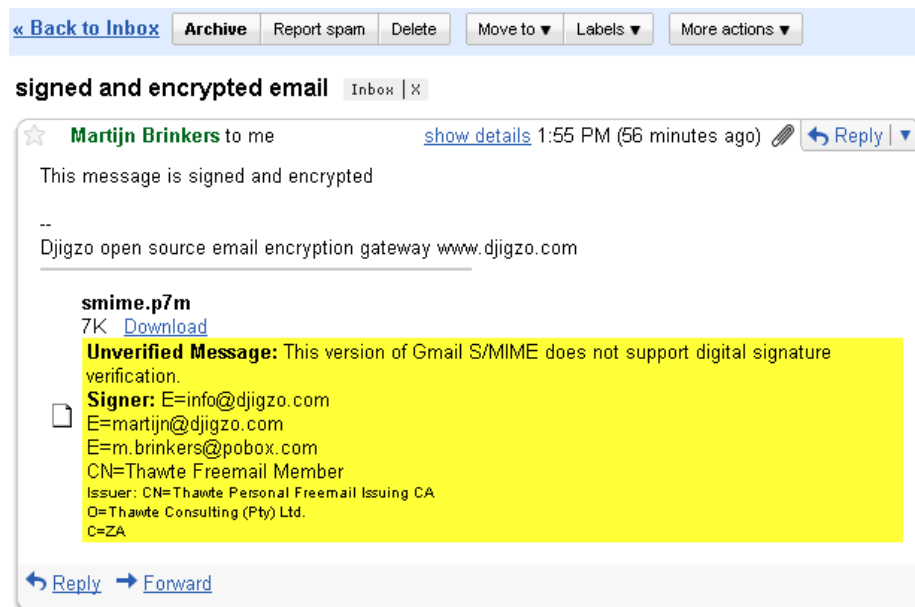 « Back to Inbox Archive Report spam Delete Move to ▼ Labels ▼ More actions ▼
signed and encrypted email Inbox | X
Martijn Brinkers to me show details 1:55 PM (56 minutes ago) Reply ▼
This message is signed and encrypted
--
Djigzo open source email encryption gateway www.djigzo.com
smime.p7m
7K Download
Unverified Message: This version of Gmail S/MIME does not support digital signature
verification.
Signer: E=info@djigzo.com
E=martijn@djigzo.com
E=m.brinkers@pobox.com
CN=Thawte Freemail Member
Issuer: CN=Thawte Personal Freemail Issuing CA
O=Thawte Consulting (Pty) Ltd.
C=ZA
Reply Forward